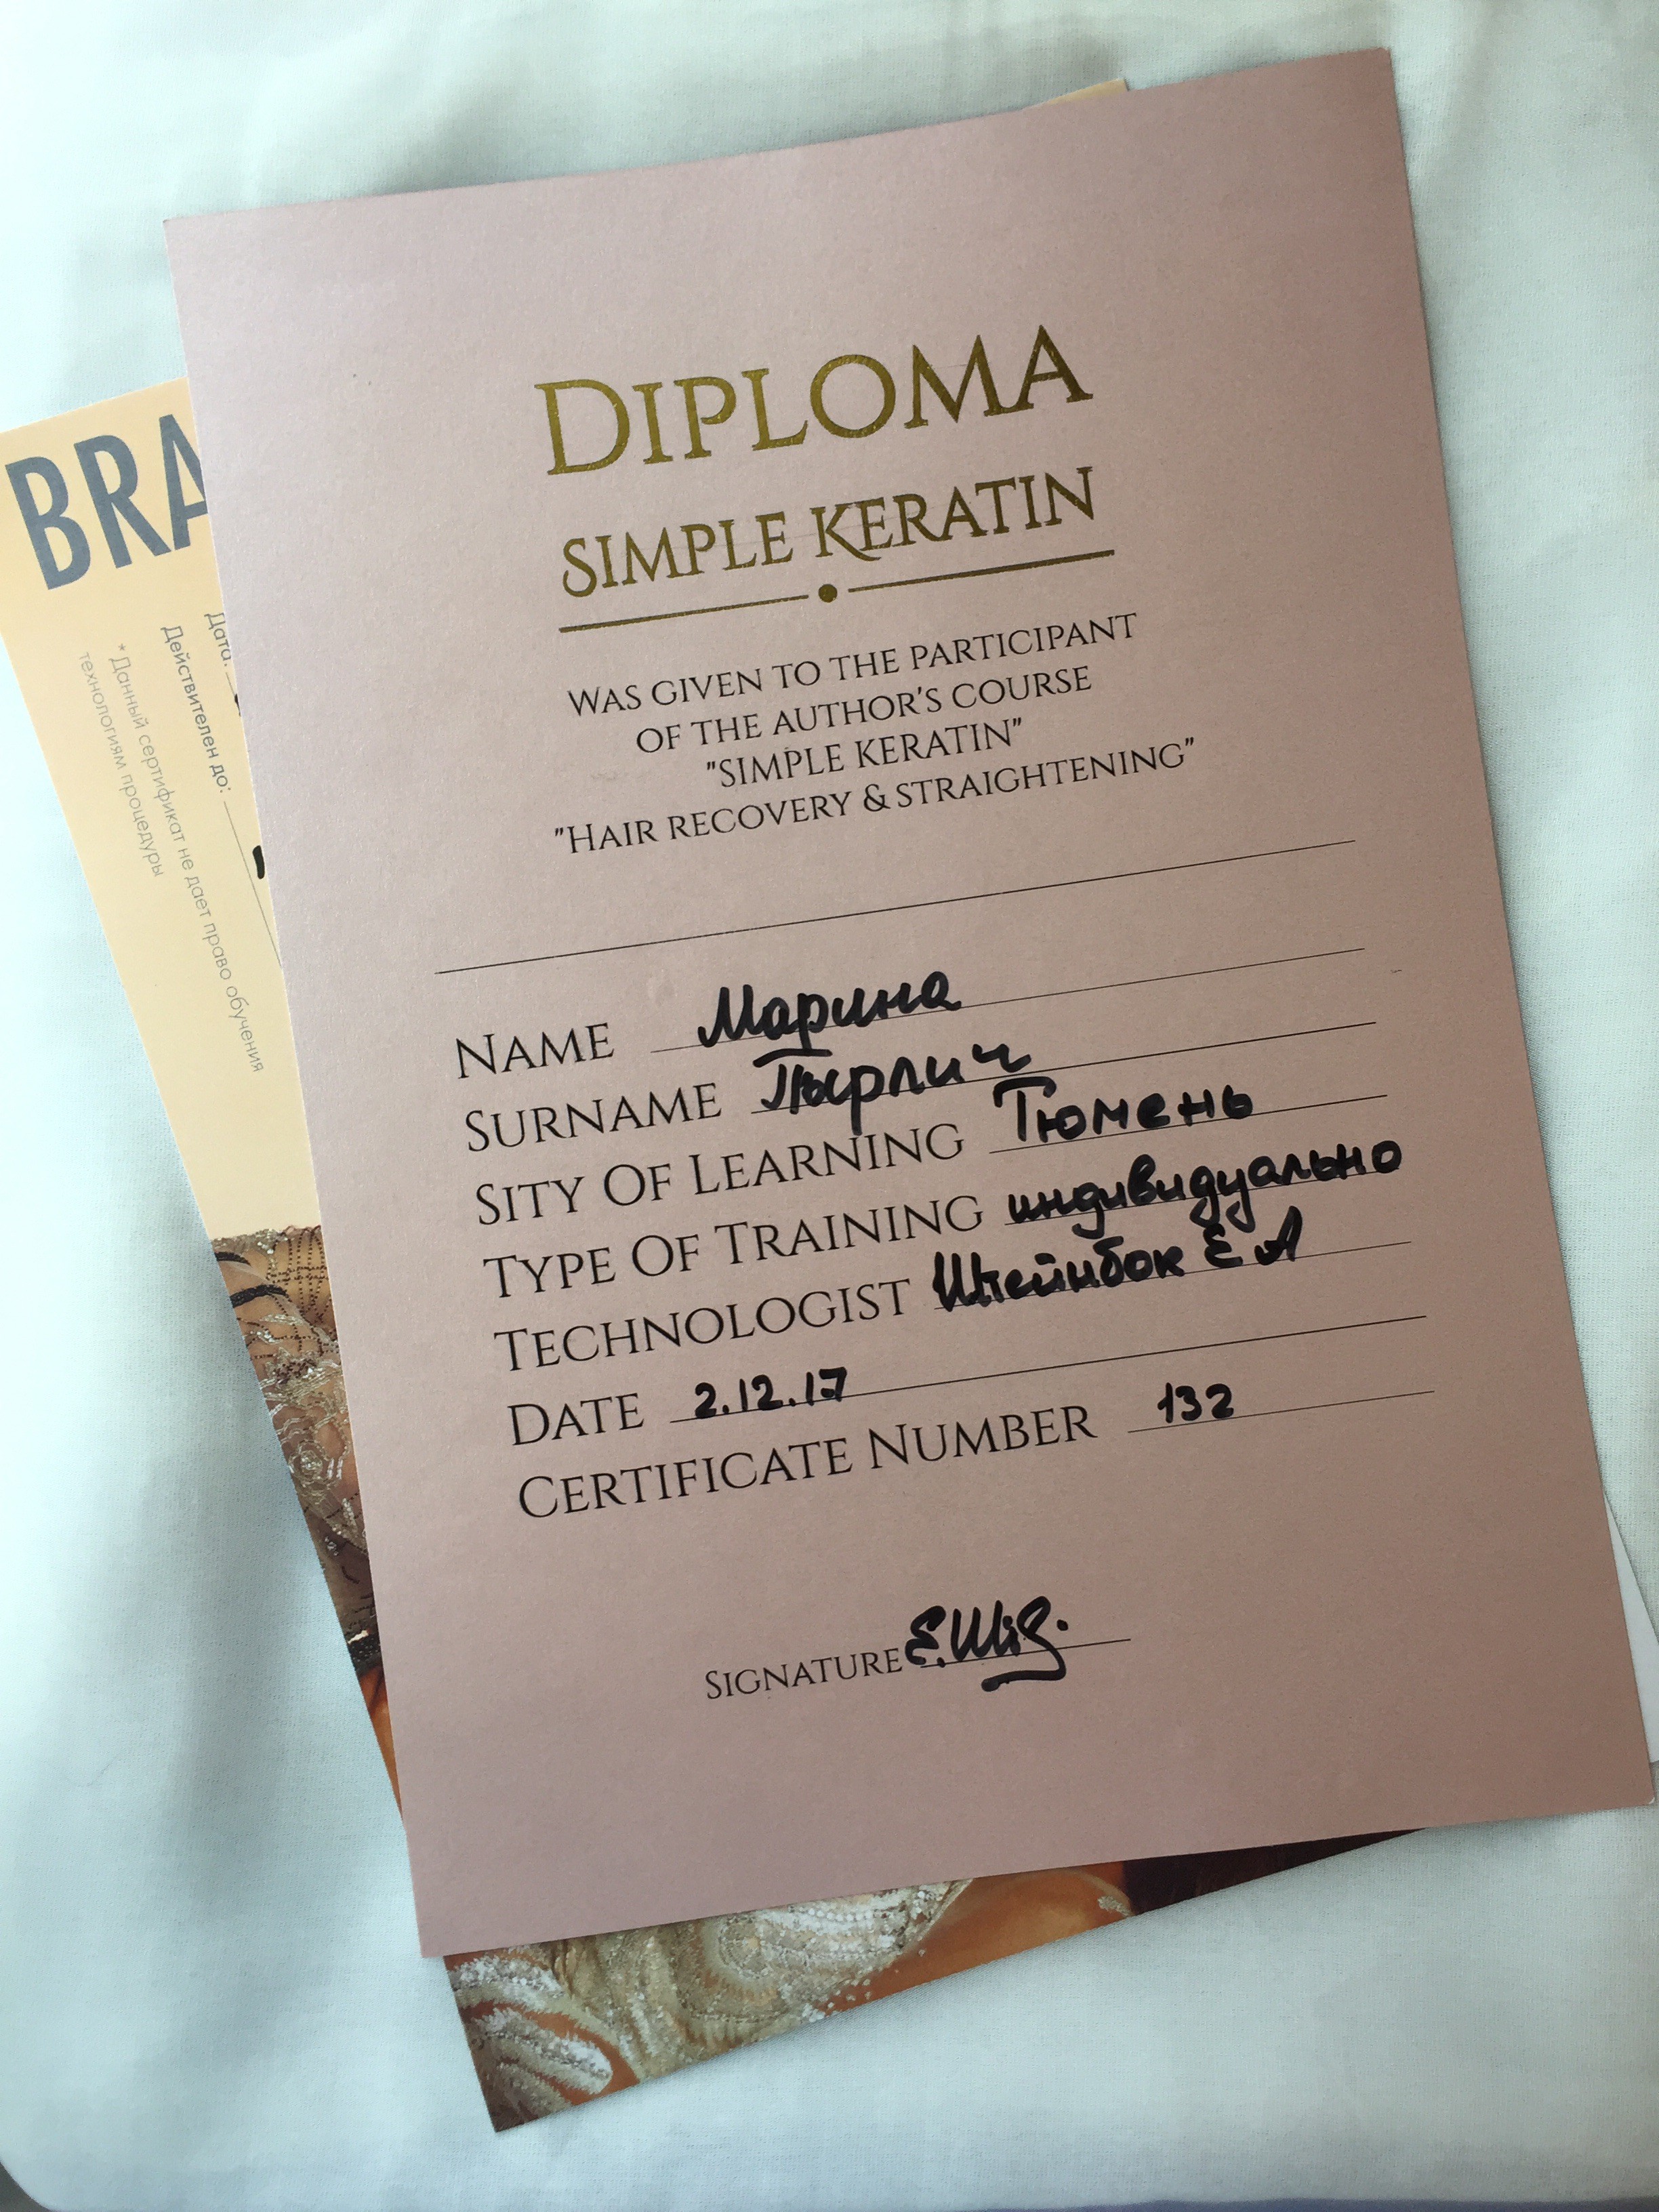 DIPLOMA
SIMPLE KERATIN
WAS GIVEN TO THE PARTICIPANT
OF THE AUTHOR'S COURSE
"SIMPLE KERATIN"
"HAIR RECOVERY & STRAIGHTENING"
NAME Марина
SURNAME Пырлич
SITY OF LEARNING Тюмень
TYPE OF TRAINING индивидуально
TECHNOLOGIST Штейнбок Е А
DATE 2.12.17
CERTIFICATE NUMBER 132
SIGNATURE
BRA
Дата:
Действителен до:
*Данный сертификат не дает право обучения
технологиям процедуры